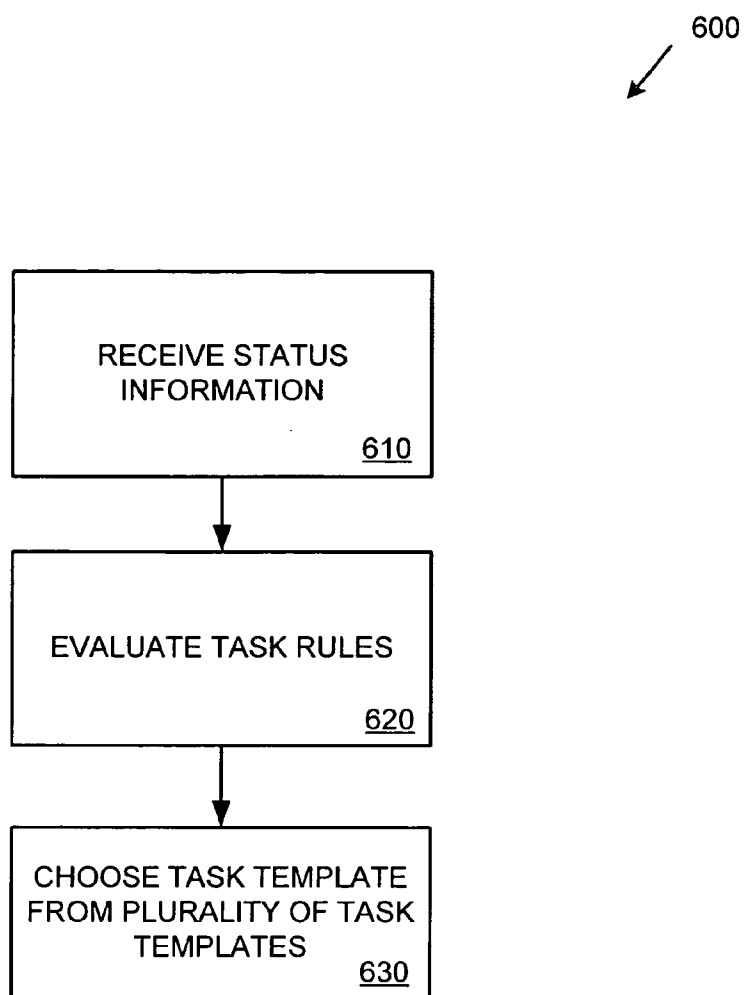 600
RECEIVE STATUS
INFORMATION
610
EVALUATE TASK RULES
620
CHOOSE TASK TEMPLATE
FROM PLURALITY OF TASK
TEMPLATES
630